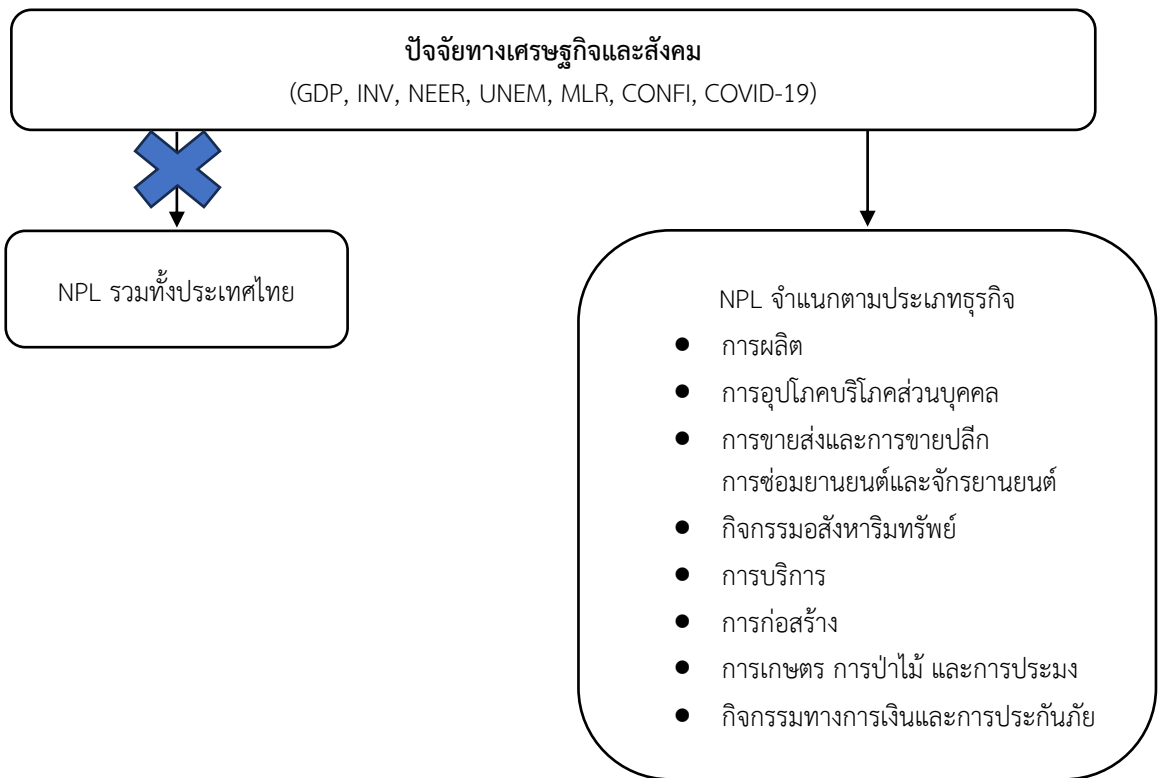 ปัจจัยทางเศรษฐกิจและสังคม
(GDP, INV, NEER, UNEM, MLR, CONFI, COVID-19)
NPL รวมทั้งประเทศไทย
NPL จำแนกตามประเภทธุรกิจ
● การผลิต
● การอุปโภคบริโภคส่วนบุคคล
● การขายส่งและการขายปลีก
การซ่อมยานยนต์และจักรยานยนต์
● กิจกรรมอสังหาริมทรัพย์
● การบริการ
● การก่อสร้าง
● การเกษตร การป่าไม้ และการประมง
● กิจกรรมทางการเงินและการประกันภัย